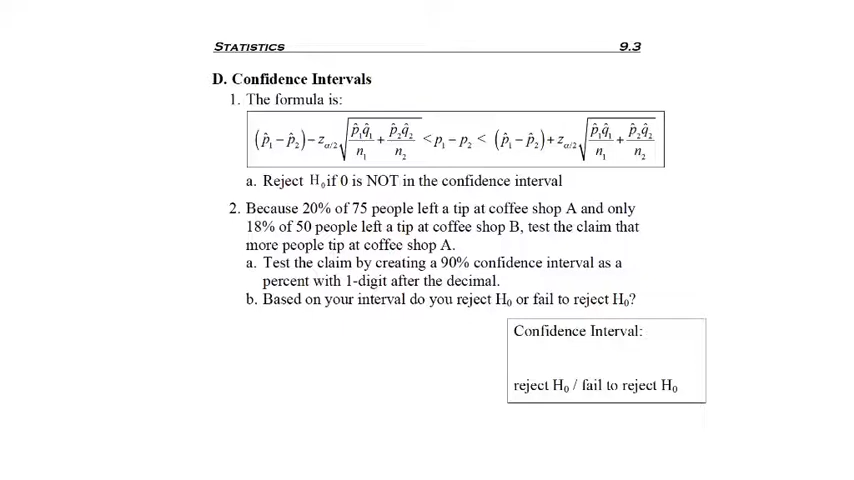 STATISTICS 9.3
D. Confidence Intervals
1. The formula is:
(p̂₁ − p̂₂) − z_{α/2} √(p̂₁q̂₁/n₁ + p̂₂q̂₂/n₂) < p₁ − p₂ < (p̂₁ − p̂₂) + z_{α/2} √(p̂₁q̂₁/n₁ + p̂₂q̂₂/n₂)
a. Reject H₀ if 0 is NOT in the confidence interval
2. Because 20% of 75 people left a tip at coffee shop A and only
18% of 50 people left a tip at coffee shop B, test the claim that
more people tip at coffee shop A.
a. Test the claim by creating a 90% confidence interval as a
percent with 1-digit after the decimal.
b. Based on your interval do you reject H₀ or fail to reject H₀?
Confidence Interval:
reject H₀ / fail to reject H₀